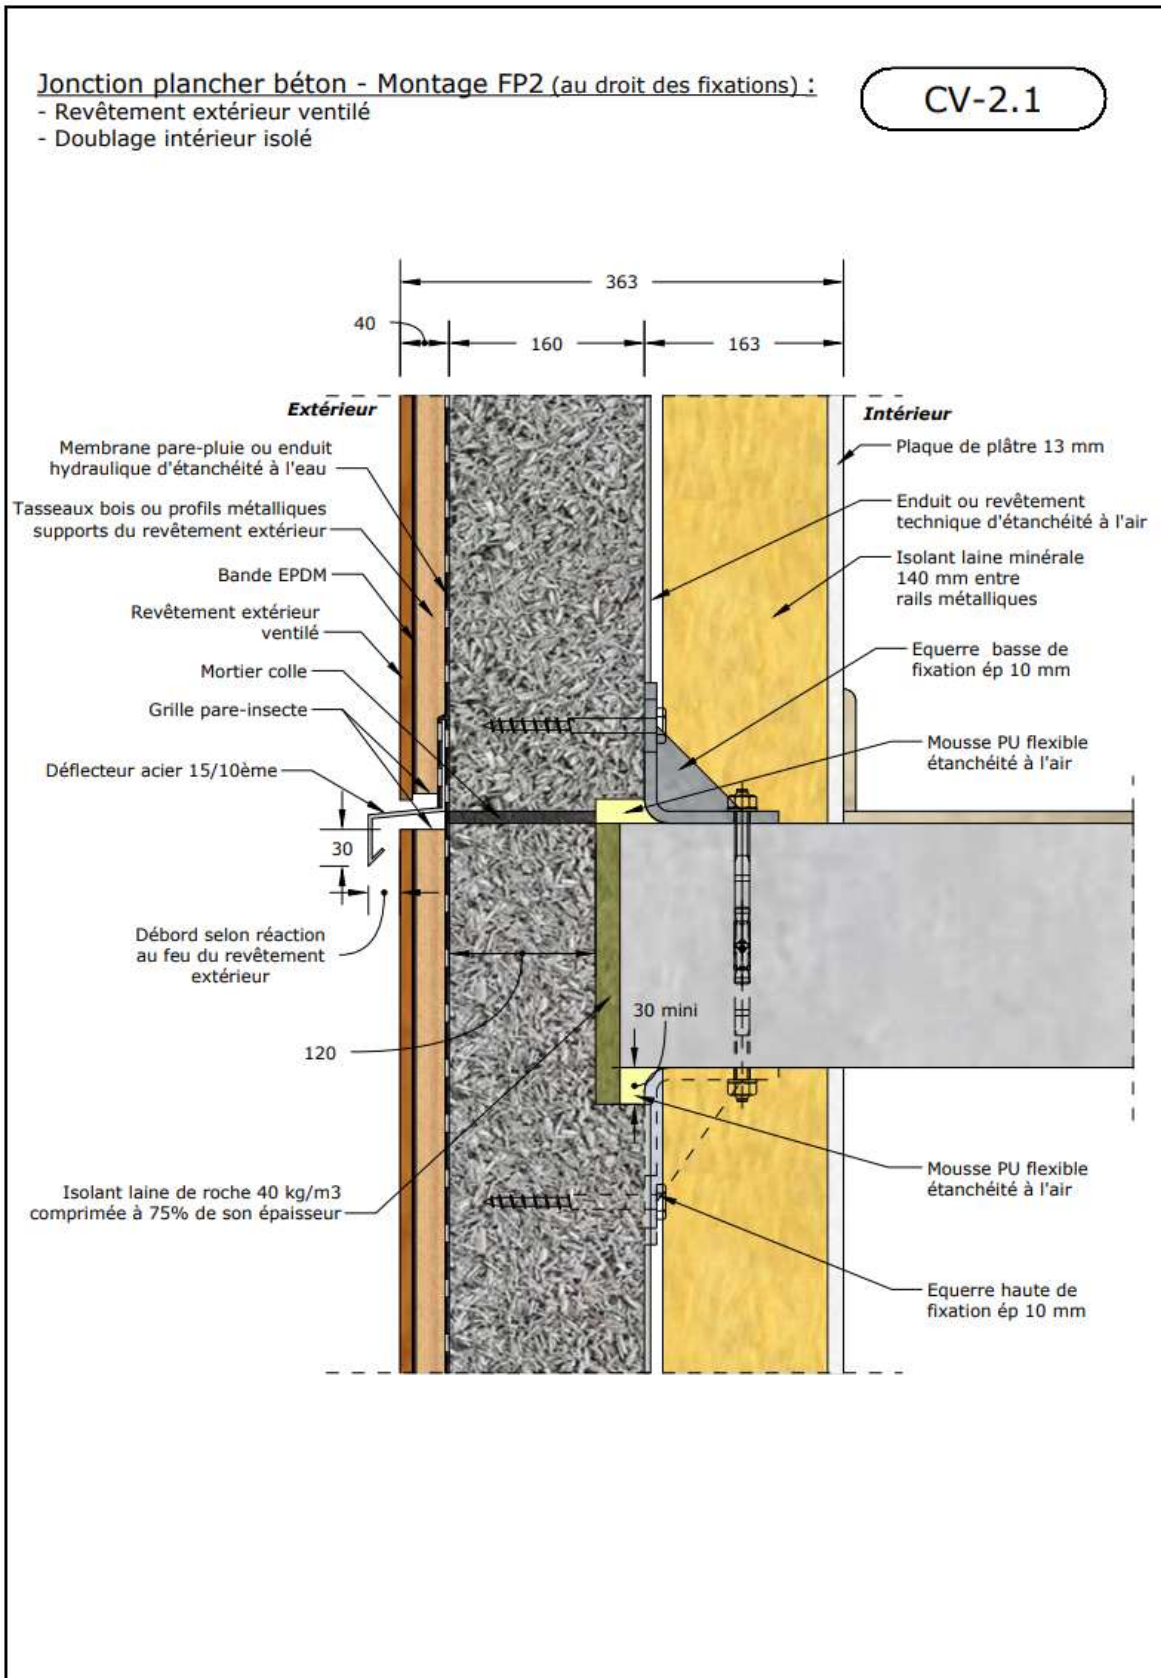 Jonction plancher béton - Montage FP2 (au droit des fixations) :
- Revêtement extérieur ventilé
- Doublage intérieur isolé
CV-2.1
363
40
160
163
Extérieur
Intérieur
Membrane pare-pluie ou enduit
hydraulique d'étanchéité à l'eau
Tasseaux bois ou profils métalliques
supports du revêtement extérieur
Bande EPDM
Revêtement extérieur
ventilé
Mortier colle
Grille pare-insecte
Déflecteur acier 15/10ème
30
Débord selon réaction
au feu du revêtement
extérieur
120
Isolant laine de roche 40 kg/m3
comprimée à 75% de son épaisseur
Plaque de plâtre 13 mm
Enduit ou revêtement
technique d'étanchéité à l'air
Isolant laine minérale
140 mm entre
rails métalliques
Equerre basse de
fixation ép 10 mm
Mousse PU flexible
étanchéité à l'air
30 mini
Mousse PU flexible
étanchéité à l'air
Equerre haute de
fixation ép 10 mm